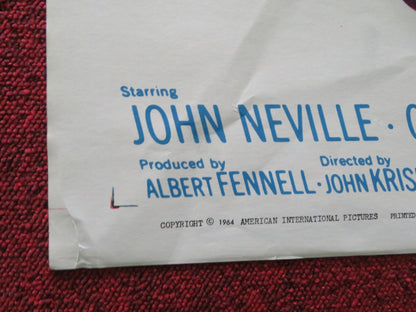 Starring
JOHN NEVILLE ·
Produced by Directed by
ALBERT FENNELL · JOHN KRIS
COPYRIGHT © 1964 AMERICAN INTERNATIONAL PICTURES PRINTED